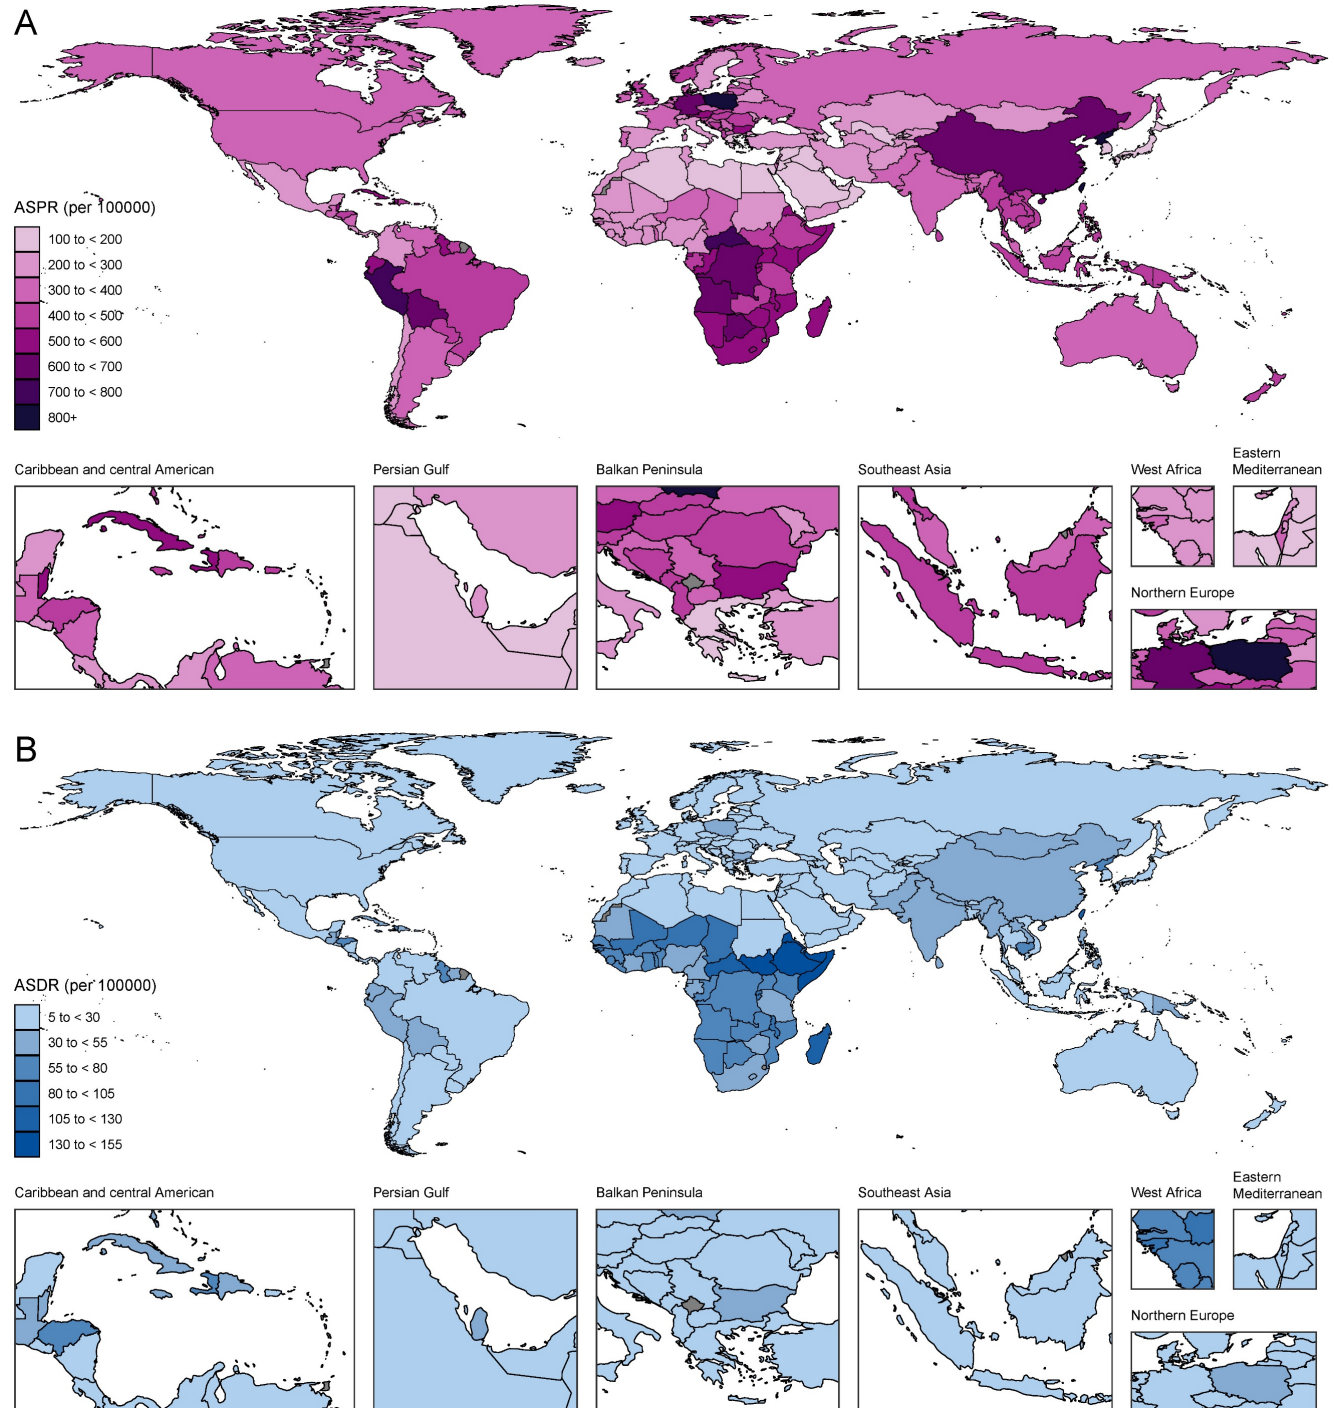 A
ASPR (per 100000)
100 to < 200
200 to < 300
300 to < 400
400 to < 500
500 to < 600
600 to < 700
700 to < 800
800+
Caribbean and central American
Persian Gulf
Balkan Peninsula
Southeast Asia
West Africa
Eastern
Mediterranean
Northern Europe
B
ASDR (per 100000)
5 to < 30
30 to < 55
55 to < 80
80 to < 105
105 to < 130
130 to < 155
Caribbean and central American
Persian Gulf
Balkan Peninsula
Southeast Asia
West Africa
Eastern
Mediterranean
Northern Europe